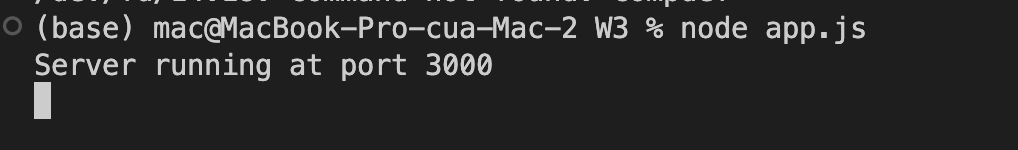 (base) mac@MacBook-Pro-cua-Mac-2 W3 % node app.js
Server running at port 3000